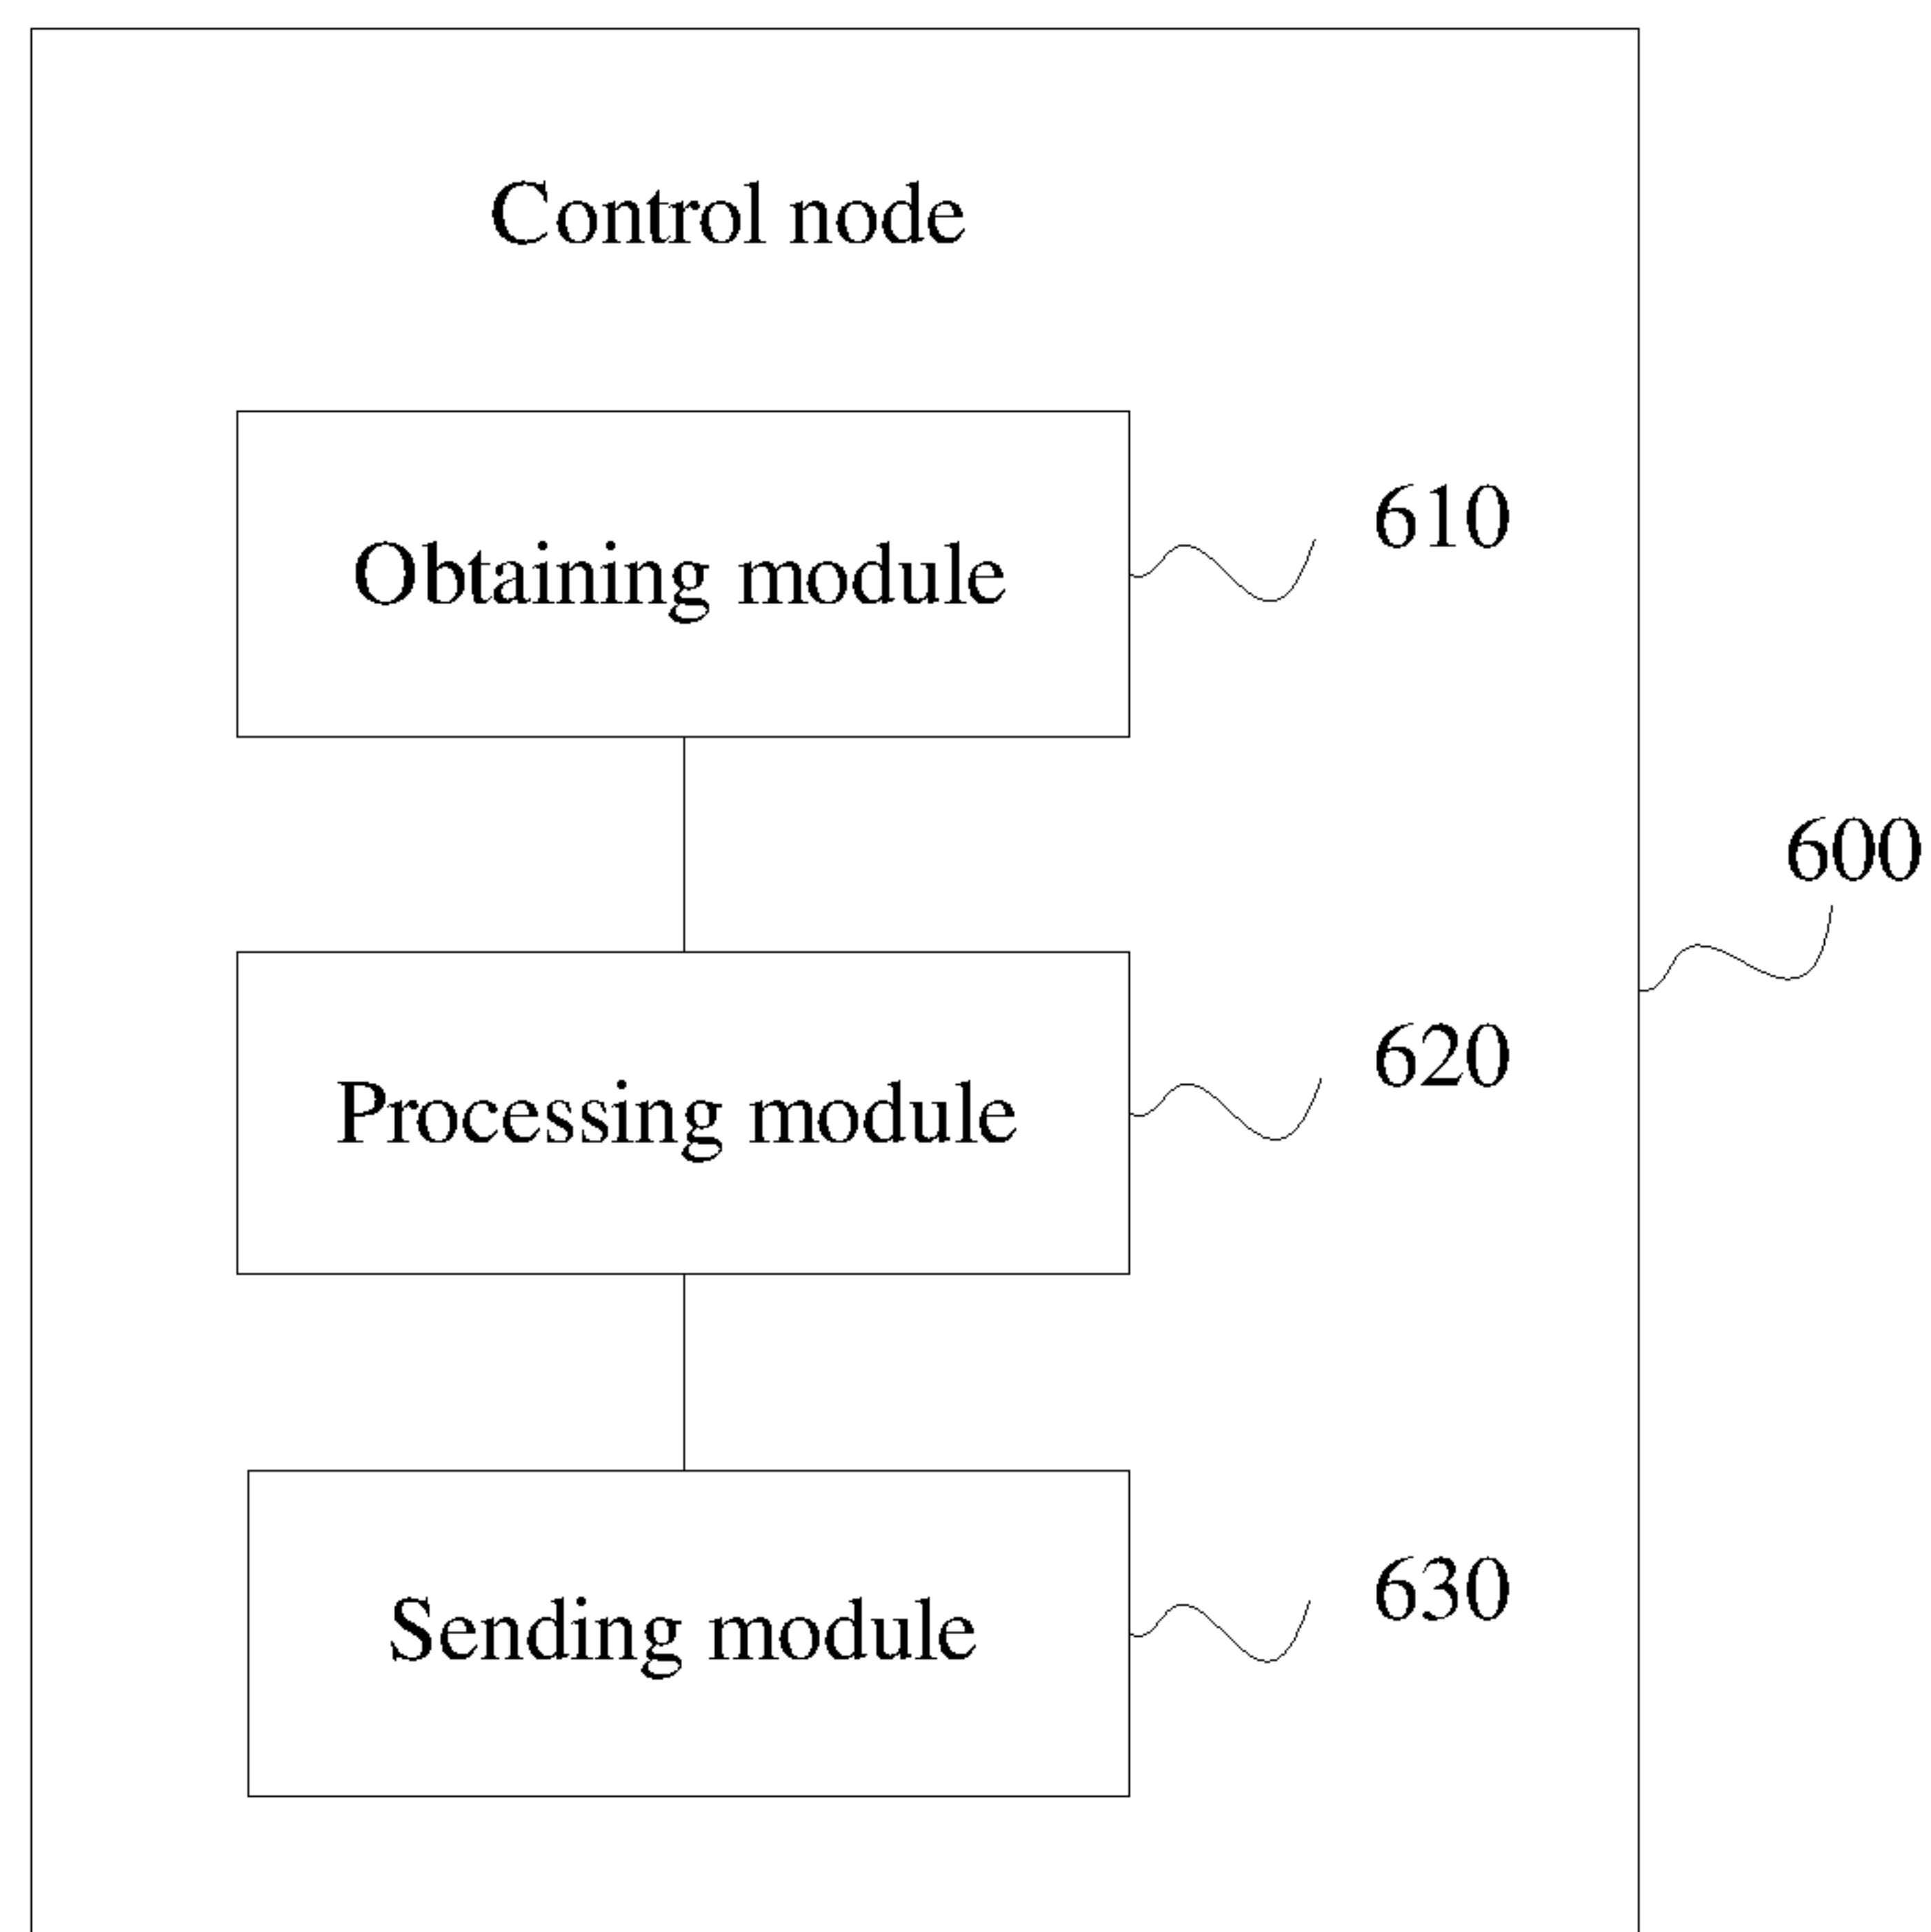 Control node
Obtaining module
610
600
Processing module
620
Sending module
630